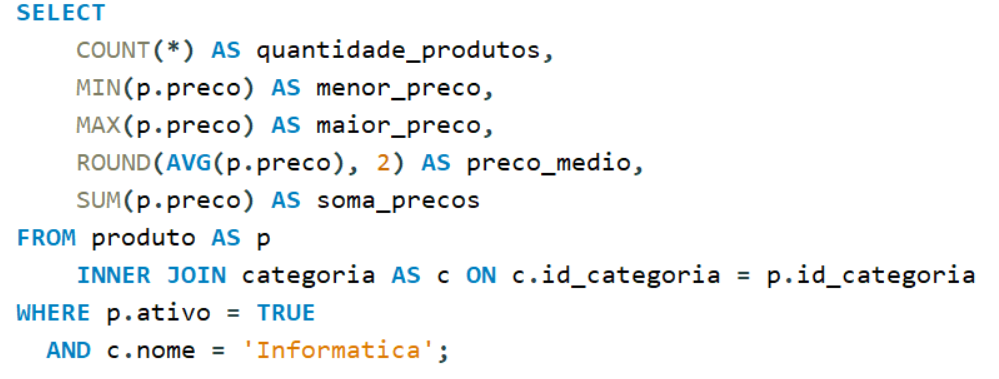 SELECT
COUNT(*) AS quantidade_produtos,
MIN(p.preco) AS menor_preco,
MAX(p.preco) AS maior_preco,
ROUND(AVG(p.preco), 2) AS preco_medio,
SUM(p.preco) AS soma_precos
FROM produto AS p
INNER JOIN categoria AS c ON c.id_categoria = p.id_categoria
WHERE p.ativo = TRUE
AND c.nome = 'Informatica';